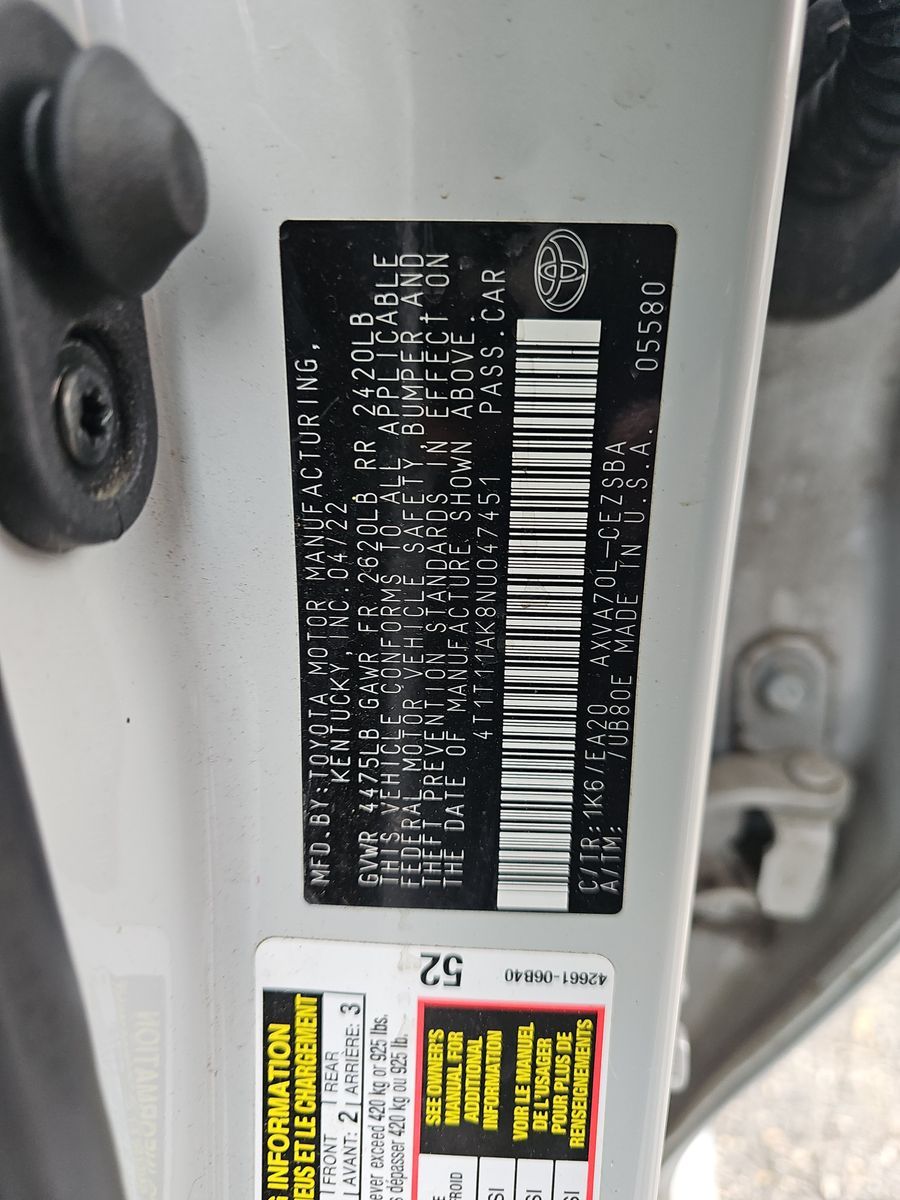 MFD.BY:TOYOTA MOTOR MANUFACTURING,
KENTUCKY, INC. 04/22
GVWR 4475LB GAWR FR 2620LB RR 2420LB
THIS VEHICLE CONFORMS TO ALL APPLICABLE
FEDERAL MOTOR VEHICLE SAFETY, BUMPER AND
THEFT PREVENTION STANDARDS IN EFFECT ON
THE DATE OF MANUFACTURE SHOWN ABOVE.
4T1T11AK8NU047451 PASS.CAR
C/TR:1K6/EA20 AXVA70L-CEZSBA
A/TM: /UB80E MADE IN U.S.A. 05580
INFORMATION
EUS ET LE CHARGEMENT
FRONT REAR
AVANT: 2 ARRIÈRE: 3
ever exceed 420 kg or 925 lbs.
dépasser 420 kg ou 925 lb.
52
SEE OWNER'S
MANUAL FOR
ADDITIONAL
INFORMATION
VOIR LE MANUEL
DE L'USAGER
POUR PLUS DE
RENSEIGNEMENTS
42661-06B40